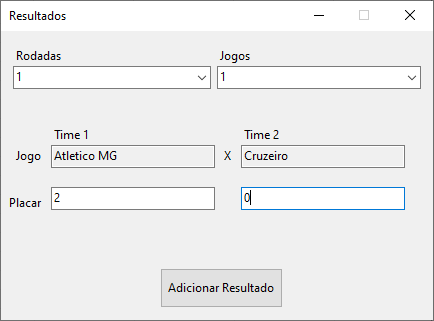 Resultados
Rodadas Jogos
1 1
Time 1 Time 2
Jogo Atletico MG X Cruzeiro
Placar 2 0
Adicionar Resultado